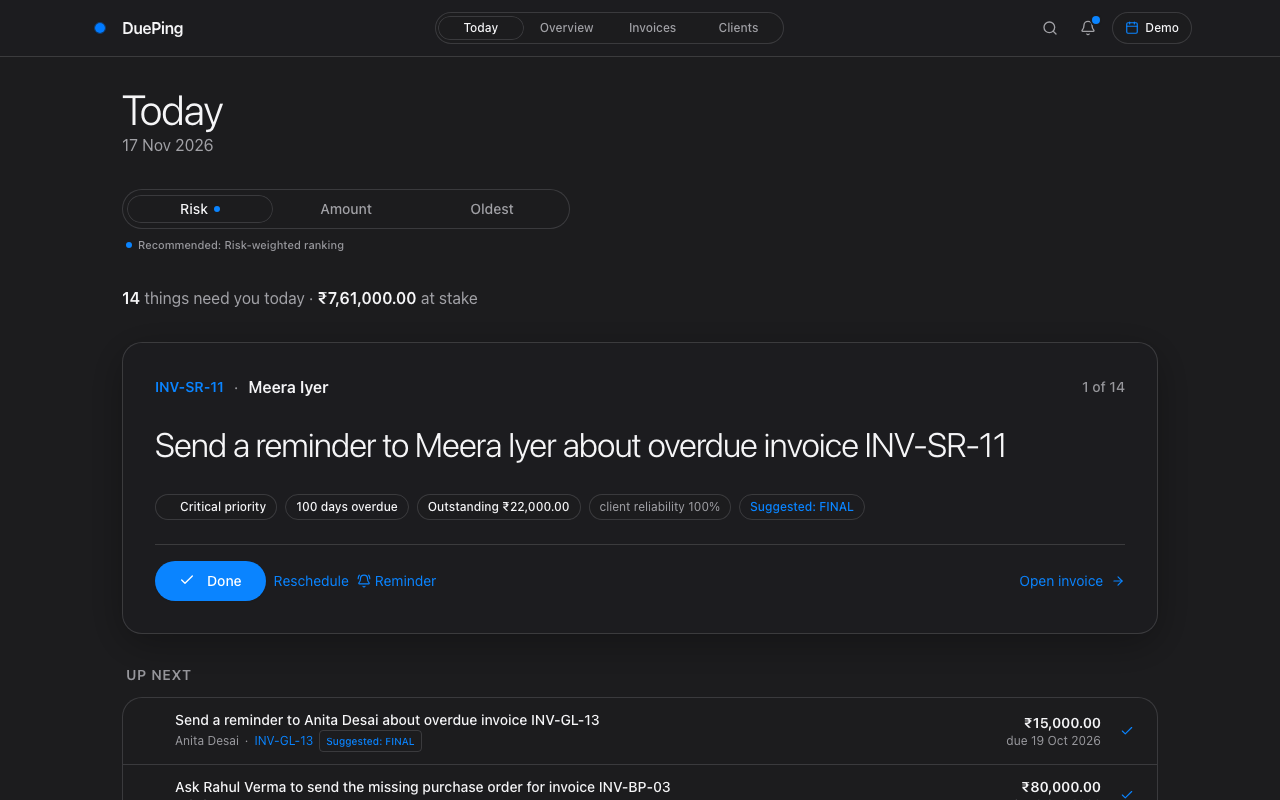 DuePing
Today
Overview
Invoices
Clients
Demo
Today
17 Nov 2026
Risk
Amount
Oldest
Recommended: Risk-weighted ranking
14 things need you today · ₹7,61,000.00 at stake
INV-SR-11 · Meera Iyer
1 of 14
Send a reminder to Meera Iyer about overdue invoice INV-SR-11
Critical priority
100 days overdue
Outstanding ₹22,000.00
client reliability 100%
Suggested: FINAL
Done
Reschedule
Reminder
Open invoice
UP NEXT
Send a reminder to Anita Desai about overdue invoice INV-GL-13
₹15,000.00
Anita Desai · INV-GL-13 Suggested: FINAL
due 19 Oct 2026
Ask Rahul Verma to send the missing purchase order for invoice INV-BP-03
₹80,000.00